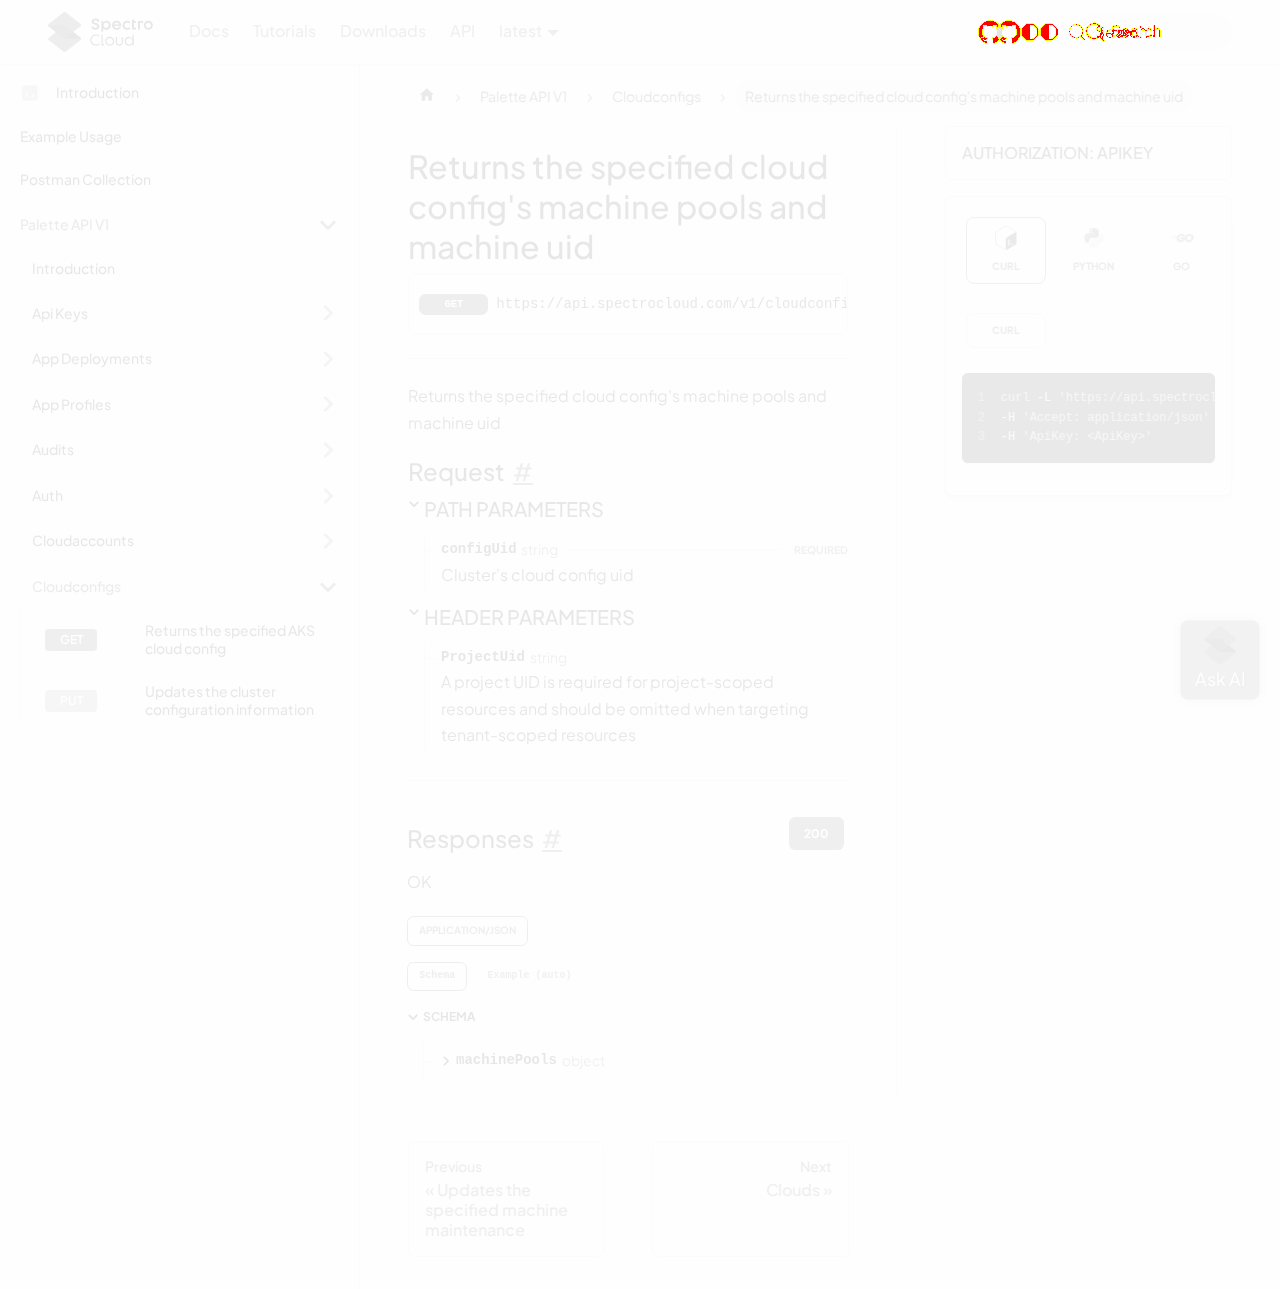 Spectro
Cloud
Docs
Tutorials
Downloads
API
latest
Introduction
Example Usage
Postman Collection
Palette API V1
Introduction
Api Keys
App Deployments
App Profiles
Audits
Auth
Cloudaccounts
Cloudconfigs
GET
Returns the specified AKS
cloud config
PUT
Updates the cluster
configuration information
Palette API V1
Cloudconfigs
Returns the specified cloud config's machine pools and machine uid
Returns the specified cloud
config's machine pools and
machine uid
GET
https://api.spectrocloud.com/v1/cloudconfi
Returns the specified cloud config's machine pools and
machine uid
Request #
PATH PARAMETERS
configUid string
REQUIRED
Cluster's cloud config uid
HEADER PARAMETERS
ProjectUid string
A project UID is required for project-scoped
resources and should be omitted when targeting
tenant-scoped resources
Responses #
200
OK
APPLICATION/JSON
Schema
Example (auto)
SCHEMA
machinePools object
Previous
« Updates the
specified machine
maintenance
Next
Clouds »
AUTHORIZATION: APIKEY
CURL
PYTHON
GO
CURL
1 curl -L 'https://api.spectrocl
2 -H 'Accept: application/json'
3 -H 'ApiKey: <ApiKey>'
Ask AI